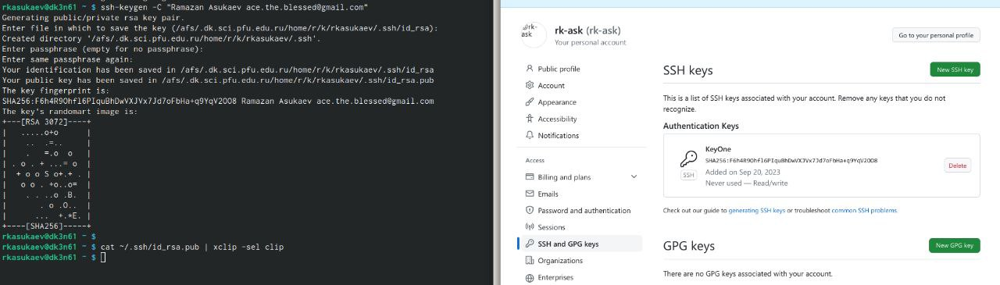 rkasukaev@dk3n61 ~ $ ssh-keygen -C "Ramazan Asukaev ace.the.blessed@gmail.com"
Generating public/private rsa key pair.
Enter file in which to save the key (/afs/.dk.sci.pfu.edu.ru/home/r/k/rkasukaev/.ssh/id_rsa):
Created directory '/afs/.dk.sci.pfu.edu.ru/home/r/k/rkasukaev/.ssh'.
Enter passphrase (empty for no passphrase):
Enter same passphrase again:
Your identification has been saved in /afs/.dk.sci.pfu.edu.ru/home/r/k/rkasukaev/.ssh/id_rsa
Your public key has been saved in /afs/.dk.sci.pfu.edu.ru/home/r/k/rkasukaev/.ssh/id_rsa.pub
The key fingerprint is:
SHA256:F6h4R9Ohfl6PIquBhDwVXJVx7Jd7oFbHa+q9YqV2OO8 Ramazan Asukaev ace.the.blessed@gmail.com
The key's randomart image is:
+---[RSA 3072]----+
|   .....o+o      |
|    ..  .=..     |
|    .   =.o  o   |
| . o . + ...= o  |
|  + o o S o+.+ . |
|   o o . +o..o=  |
|    . . ..o .B.  |
|       . o .O..  |
|      ...  +.*E. |
+----[SHA256]-----+
rkasukaev@dk3n61 ~ $
rkasukaev@dk3n61 ~ $ cat ~/.ssh/id_rsa.pub | xclip -sel clip
rkasukaev@dk3n61 ~ $
@rk-ask
rk-ask (rk-ask)
Your personal account
Go to your personal profile
Public profile
Account
Appearance
Accessibility
Notifications
Access
Billing and plans
Emails
Password and authentication
Sessions
SSH and GPG keys
Organizations
Enterprises
SSH keys
New SSH key
This is a list of SSH keys associated with your account. Remove any keys that you do not
recognize.
Authentication Keys
KeyOne
SHA256:F6h4R9Ohfl6PIquBhDwVXJVx7Jd7oFbHa+q9YqV2OO8
Added on Sep 20, 2023
Never used — Read/write
SSH
Delete
Check out our guide to generating SSH keys or troubleshoot common SSH problems.
GPG keys
New GPG key
There are no GPG keys associated with your account.